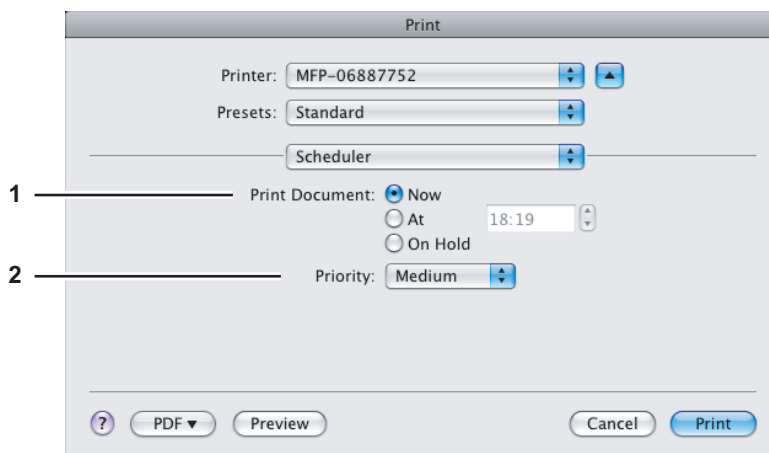 Print
Printer: MFP-06887752
Presets: Standard
Scheduler
1 Print Document: Now
At 18:19
On Hold
2 Priority: Medium
? PDF ▼ Preview Cancel Print